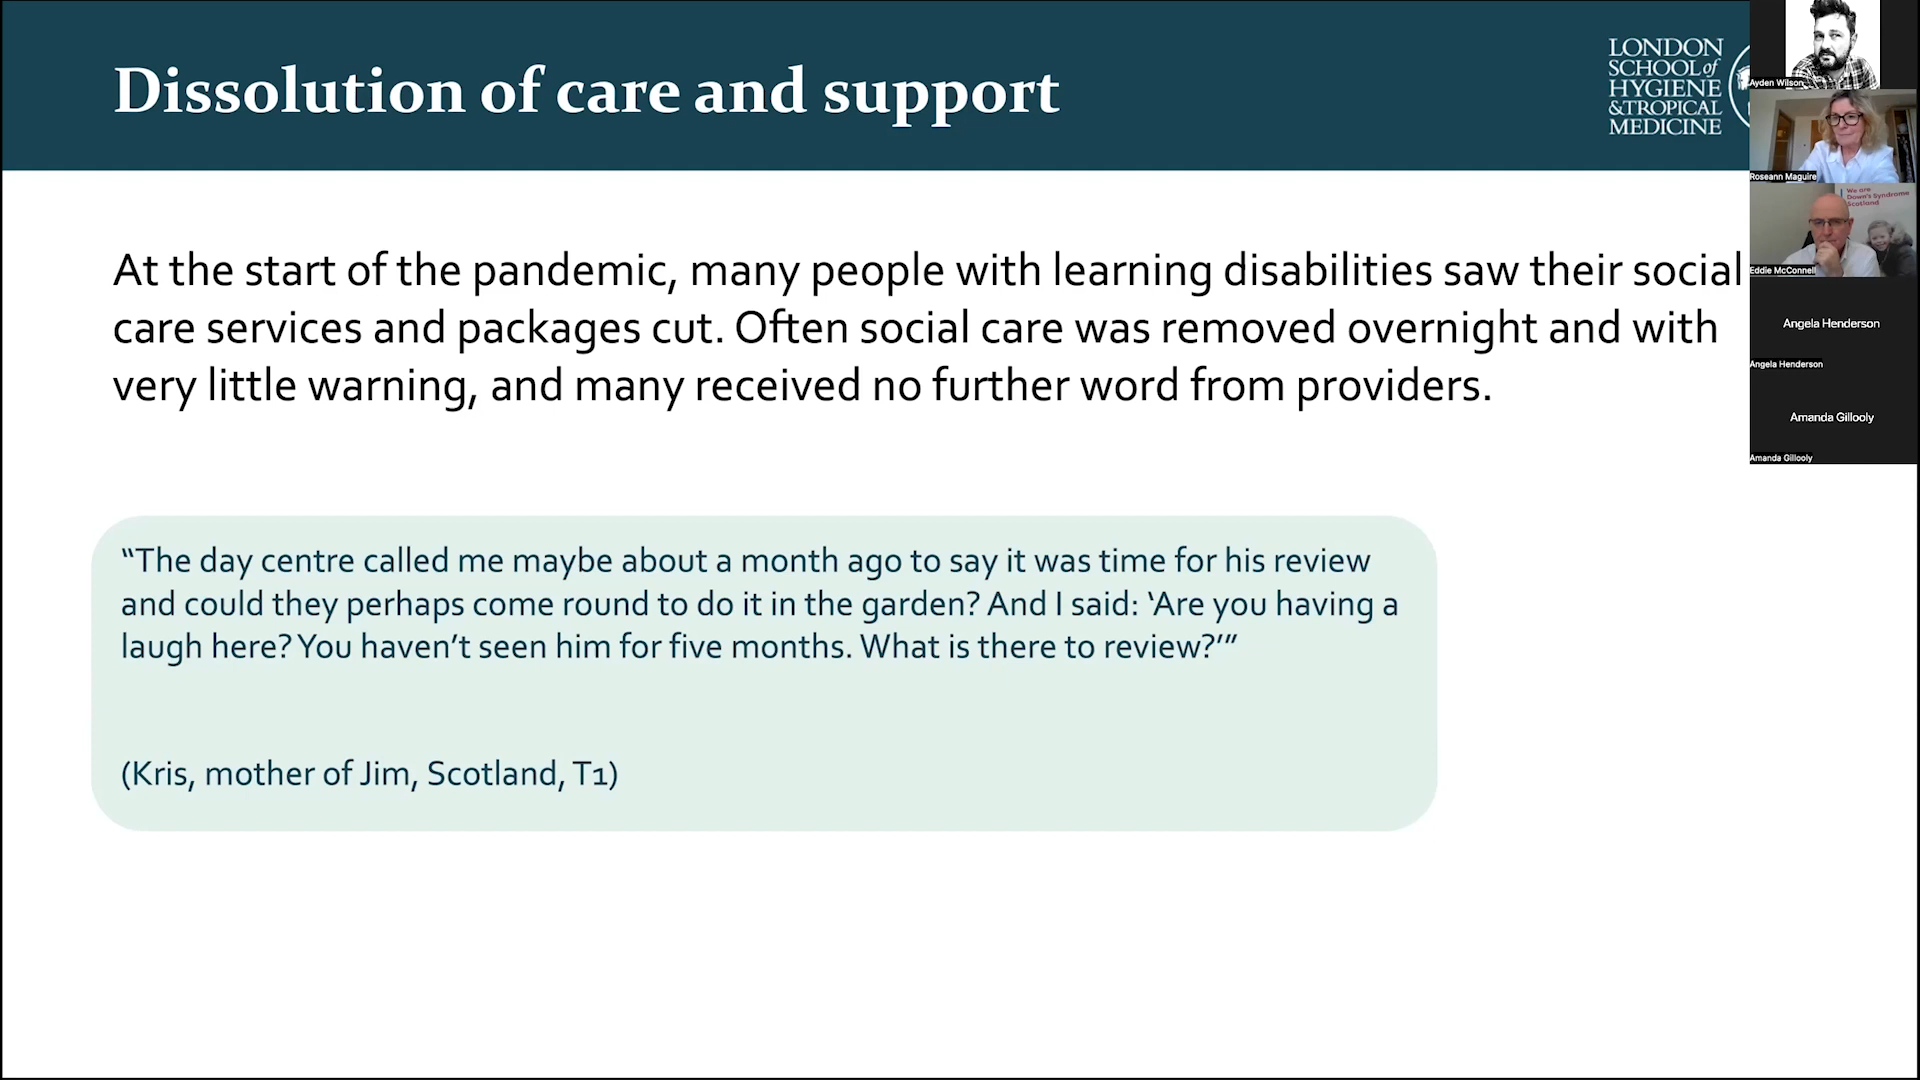 Dissolution of care and support
LONDON
SCHOOL of
HYGIENE
& TROPICAL
MEDICINE
At the start of the pandemic, many people with learning disabilities saw their social
care services and packages cut. Often social care was removed overnight and with
very little warning, and many received no further word from providers.
“The day centre called me maybe about a month ago to say it was time for his review
and could they perhaps come round to do it in the garden? And I said: ‘Are you having a
laugh here? You haven’t seen him for five months. What is there to review?’”
(Kris, mother of Jim, Scotland, T1)
Ayden Wilson
Roseann Maguire
We are
Down's Syndrome
Scotland
Eddie McConnell
Angela Henderson
Angela Henderson
Amanda Gillooly
Amanda Gillooly